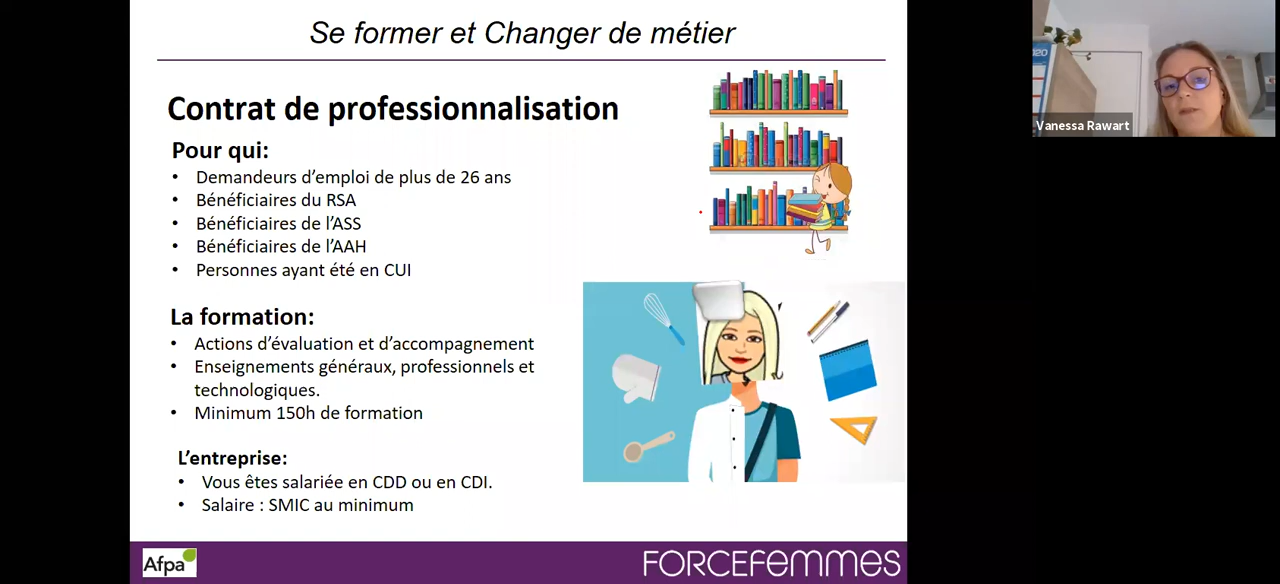 Se former et Changer de métier
Contrat de professionnalisation
Pour qui:
• Demandeurs d’emploi de plus de 26 ans
• Bénéficiaires du RSA
• Bénéficiaires de l’ASS
• Bénéficiaires de l’AAH
• Personnes ayant été en CUI
La formation:
• Actions d’évaluation et d’accompagnement
• Enseignements généraux, professionnels et
technologiques.
• Minimum 150h de formation
L’entreprise:
• Vous êtes salariée en CDD ou en CDI.
• Salaire : SMIC au minimum
Afpa
FORCEFEMMES
Vanessa Rawart